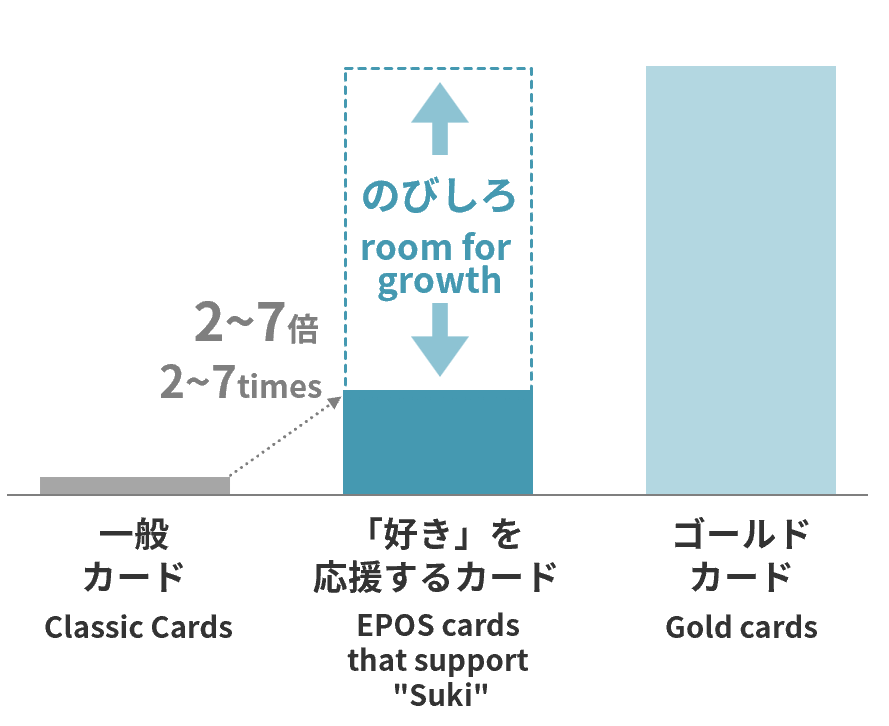 のびしろ
room for
growth
2~7倍
2~7times
一般
カード
Classic Cards
「好き」を
応援するカード
EPOS cards
that support
"Suki"
ゴールド
カード
Gold cards